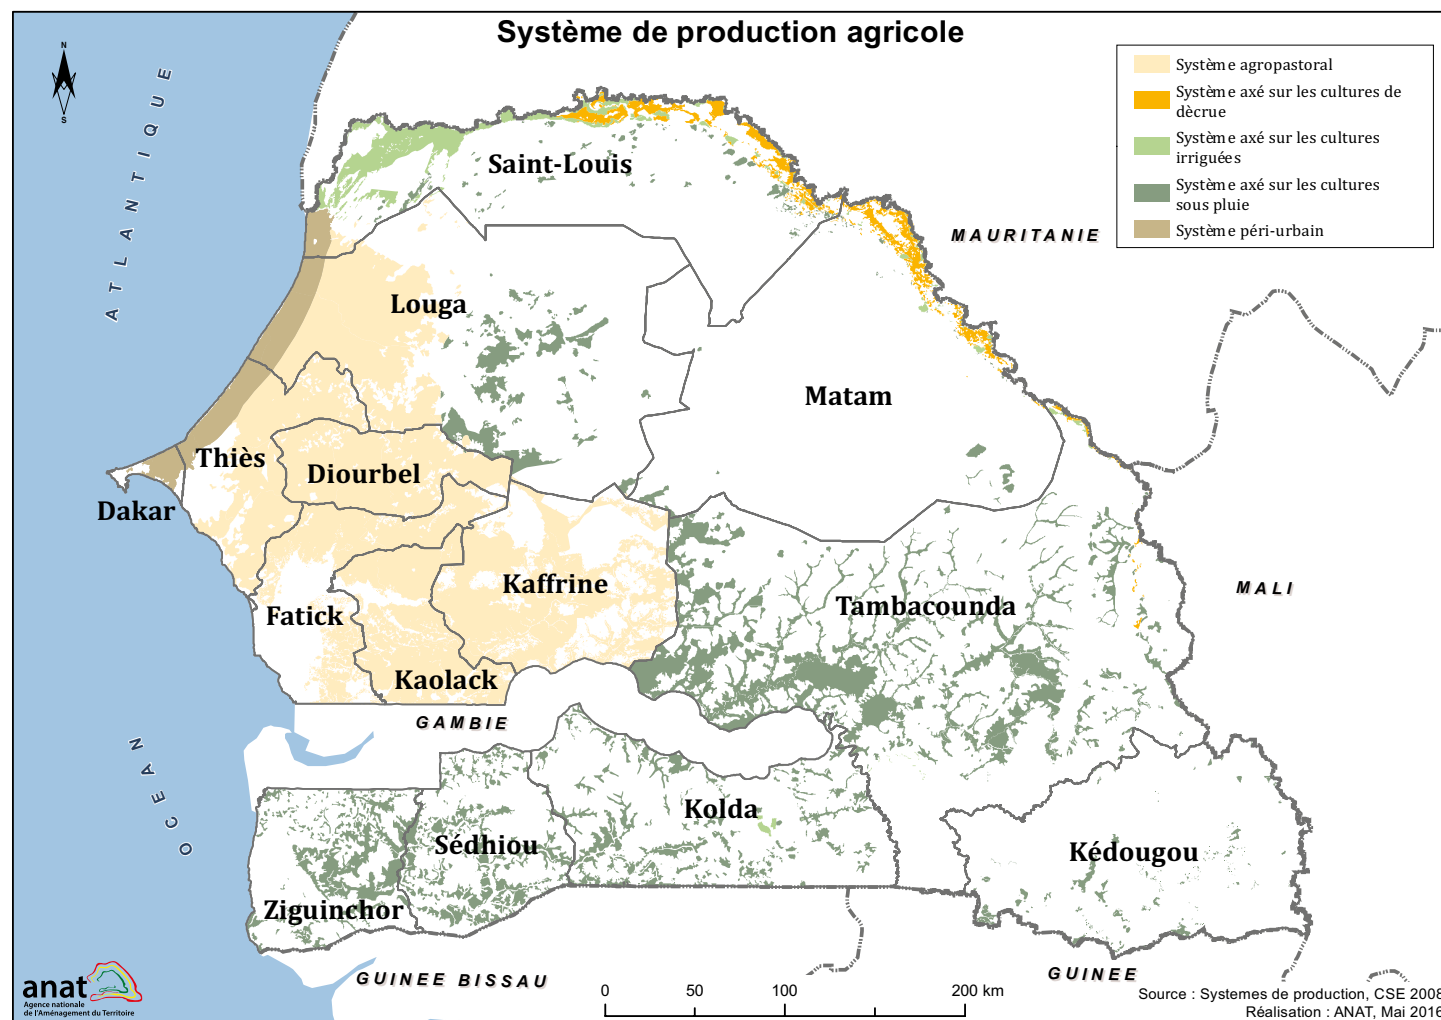 Système de production agricole
N
S
Système agropastoral
Système axé sur les cultures de
dècrue
Système axé sur les cultures
irriguées
Système axé sur les cultures
sous pluie
Système péri-urbain
ATLANTIQUE
OCEAN
Saint-Louis
MAURITANIE
Louga
Matam
Thiès
Diourbel
Dakar
Kaffrine
MALI
Tambacounda
Fatick
Kaolack
GAMBIE
Kolda
Sédhiou
Kédougou
Ziguinchor
GUINEE BISSAU
GUINEE
anat
Agence nationale
de l'Aménagement du Territoire
0 50 100 200 km
Source : Systemes de production, CSE 2008
Réalisation : ANAT, Mai 2016